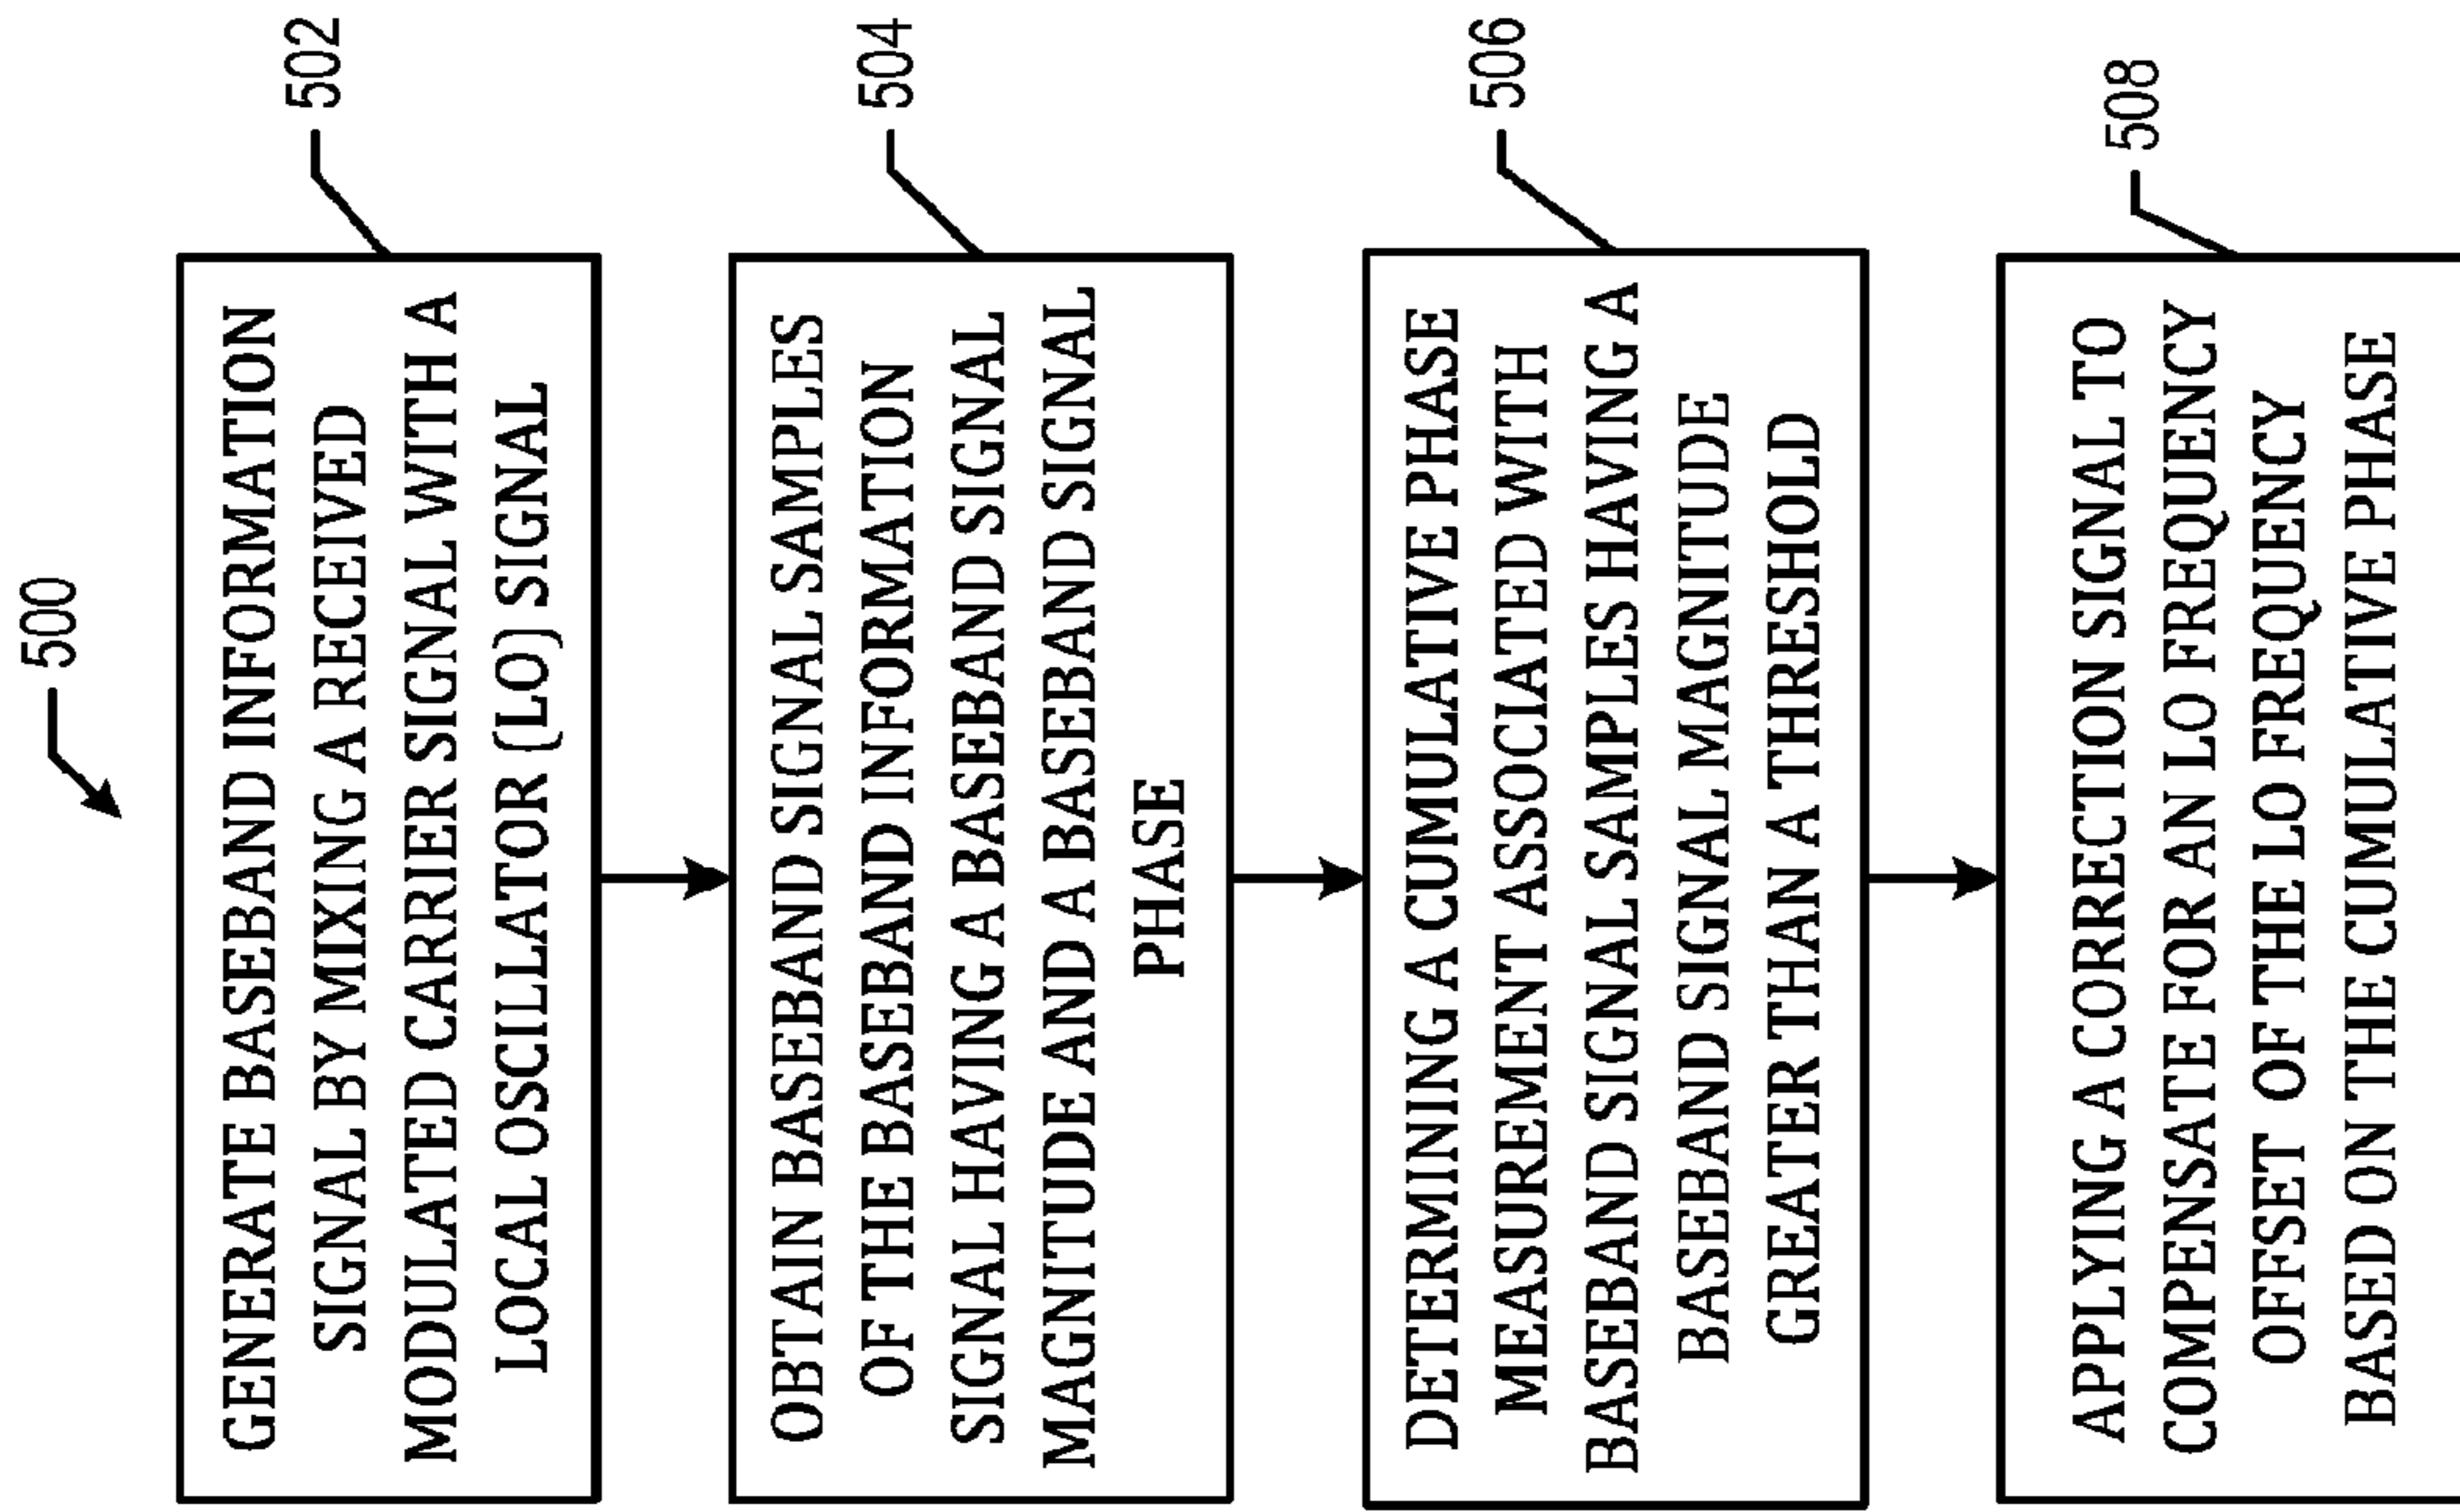 500
GENERATE BASEBAND INFORMATION
SIGNAL BY MIXING A RECEIVED
MODULATED CARRIER SIGNAL WITH A
LOCAL OSCILLATOR (LO) SIGNAL
502
OBTAIN BASEBAND SIGNAL SAMPLES
OF THE BASEBAND INFORMATION
SIGNAL HAVING A BASEBAND SIGNAL
MAGNITUDE AND A BASEBAND SIGNAL
PHASE
504
DETERMINING A CUMULATIVE PHASE
MEASUREMENT ASSOCIATED WITH
BASEBAND SIGNAL SAMPLES HAVING A
BASEBAND SIGNAL MAGNITUDE
GREATER THAN A THRESHOLD
506
APPLYING A CORRECTION SIGNAL TO
COMPENSATE FOR AN LO FREQUENCY
OFFSET OF THE LO FREQUENCY
BASED ON THE CUMULATIVE PHASE
508